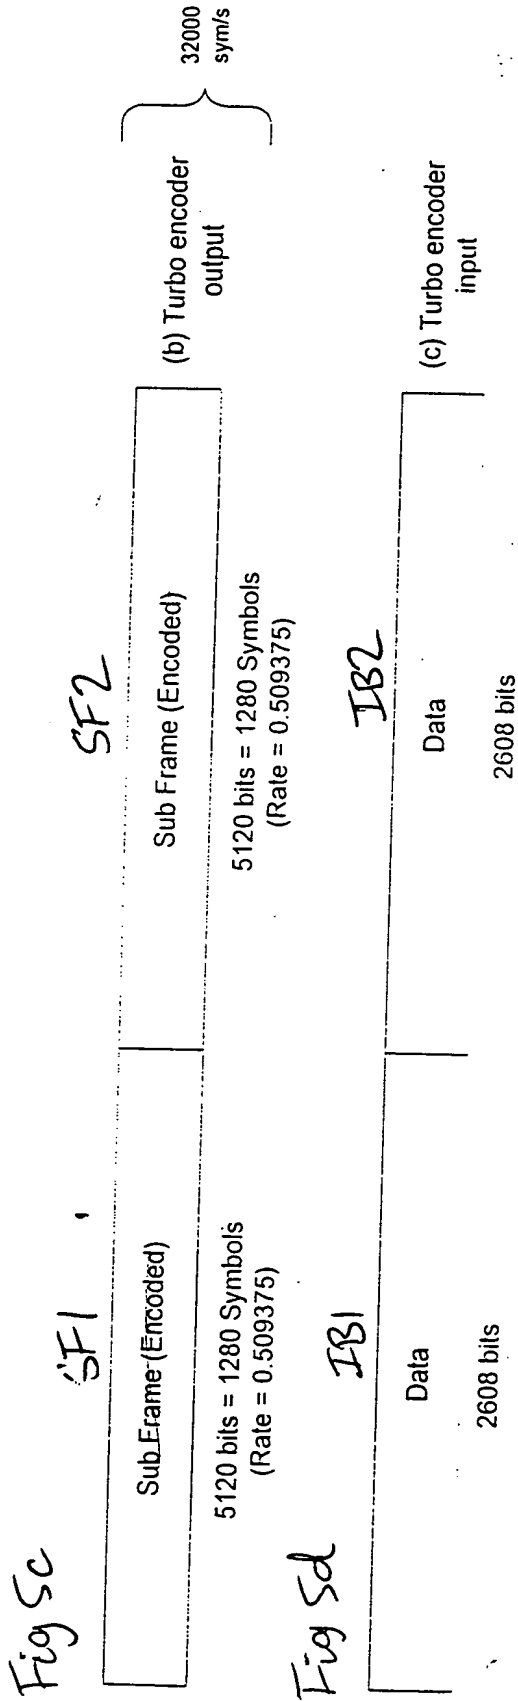 Fig 5c
SF1
SF2
Sub Frame (Encoded)
Sub Frame (Encoded)
(b) Turbo encoder
output
32000
sym/s
5120 bits = 1280 Symbols
(Rate = 0.509375)
5120 bits = 1280 Symbols
(Rate = 0.509375)
Fig 5d
IB1
IB2
Data
Data
(c) Turbo encoder
input
2608 bits
2608 bits